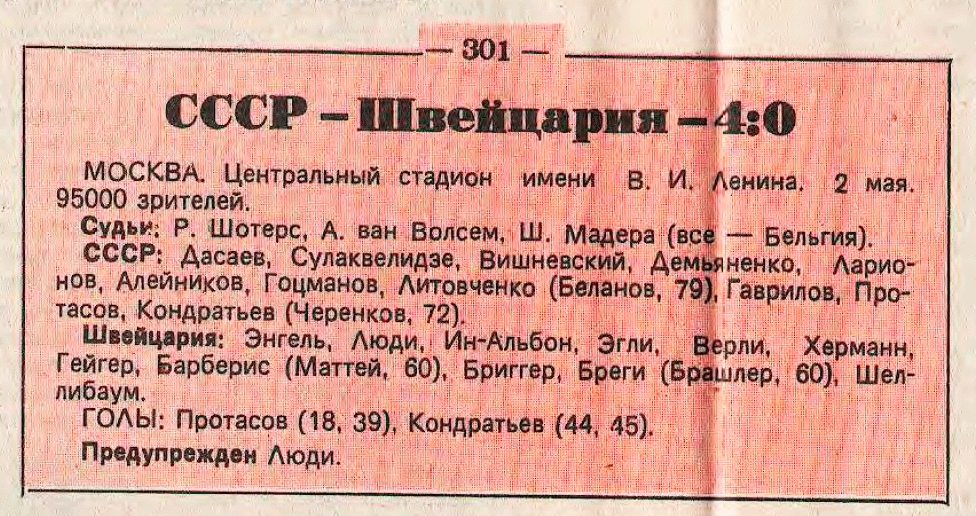 — 301 —
СССР – Швейцария – 4:0
МОСКВА. Центральный стадион имени В. И. Ленина. 2 мая.
95000 зрителей.
Судьи: Р. Шотерс, А. ван Волсем, Ш. Мадера (все — Бельгия).
СССР: Дасаев, Сулаквелидзе, Вишневский, Демьяненко, Ларио-
нов, Алейников, Гоцманов, Литовченко (Беланов, 79), Гаврилов, Про-
тасов, Кондратьев (Черенков, 72).
Швейцария: Энгель, Люди, Ин-Альбон, Эгли, Верли, Херманн,
Гейгер, Барберис (Маттей, 60), Бриггер, Бреги (Брашлер, 60), Шел-
либаум.
ГОЛЫ: Протасов (18, 39), Кондратьев (44, 45).
Предупрежден Люди.